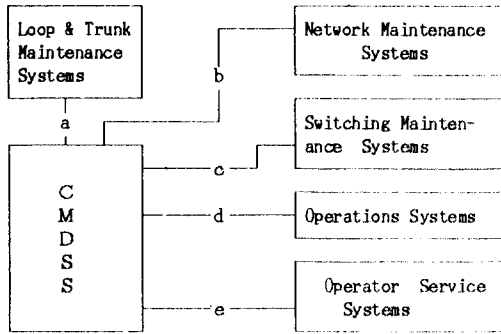 Loop & Trunk
Maintenance
Systems
Network Maintenance
Systems
b
a
Switching Mainten-
ance Systems
c
C
M
D
S
S
d
Operations Systems
e
Operator Service
Systems